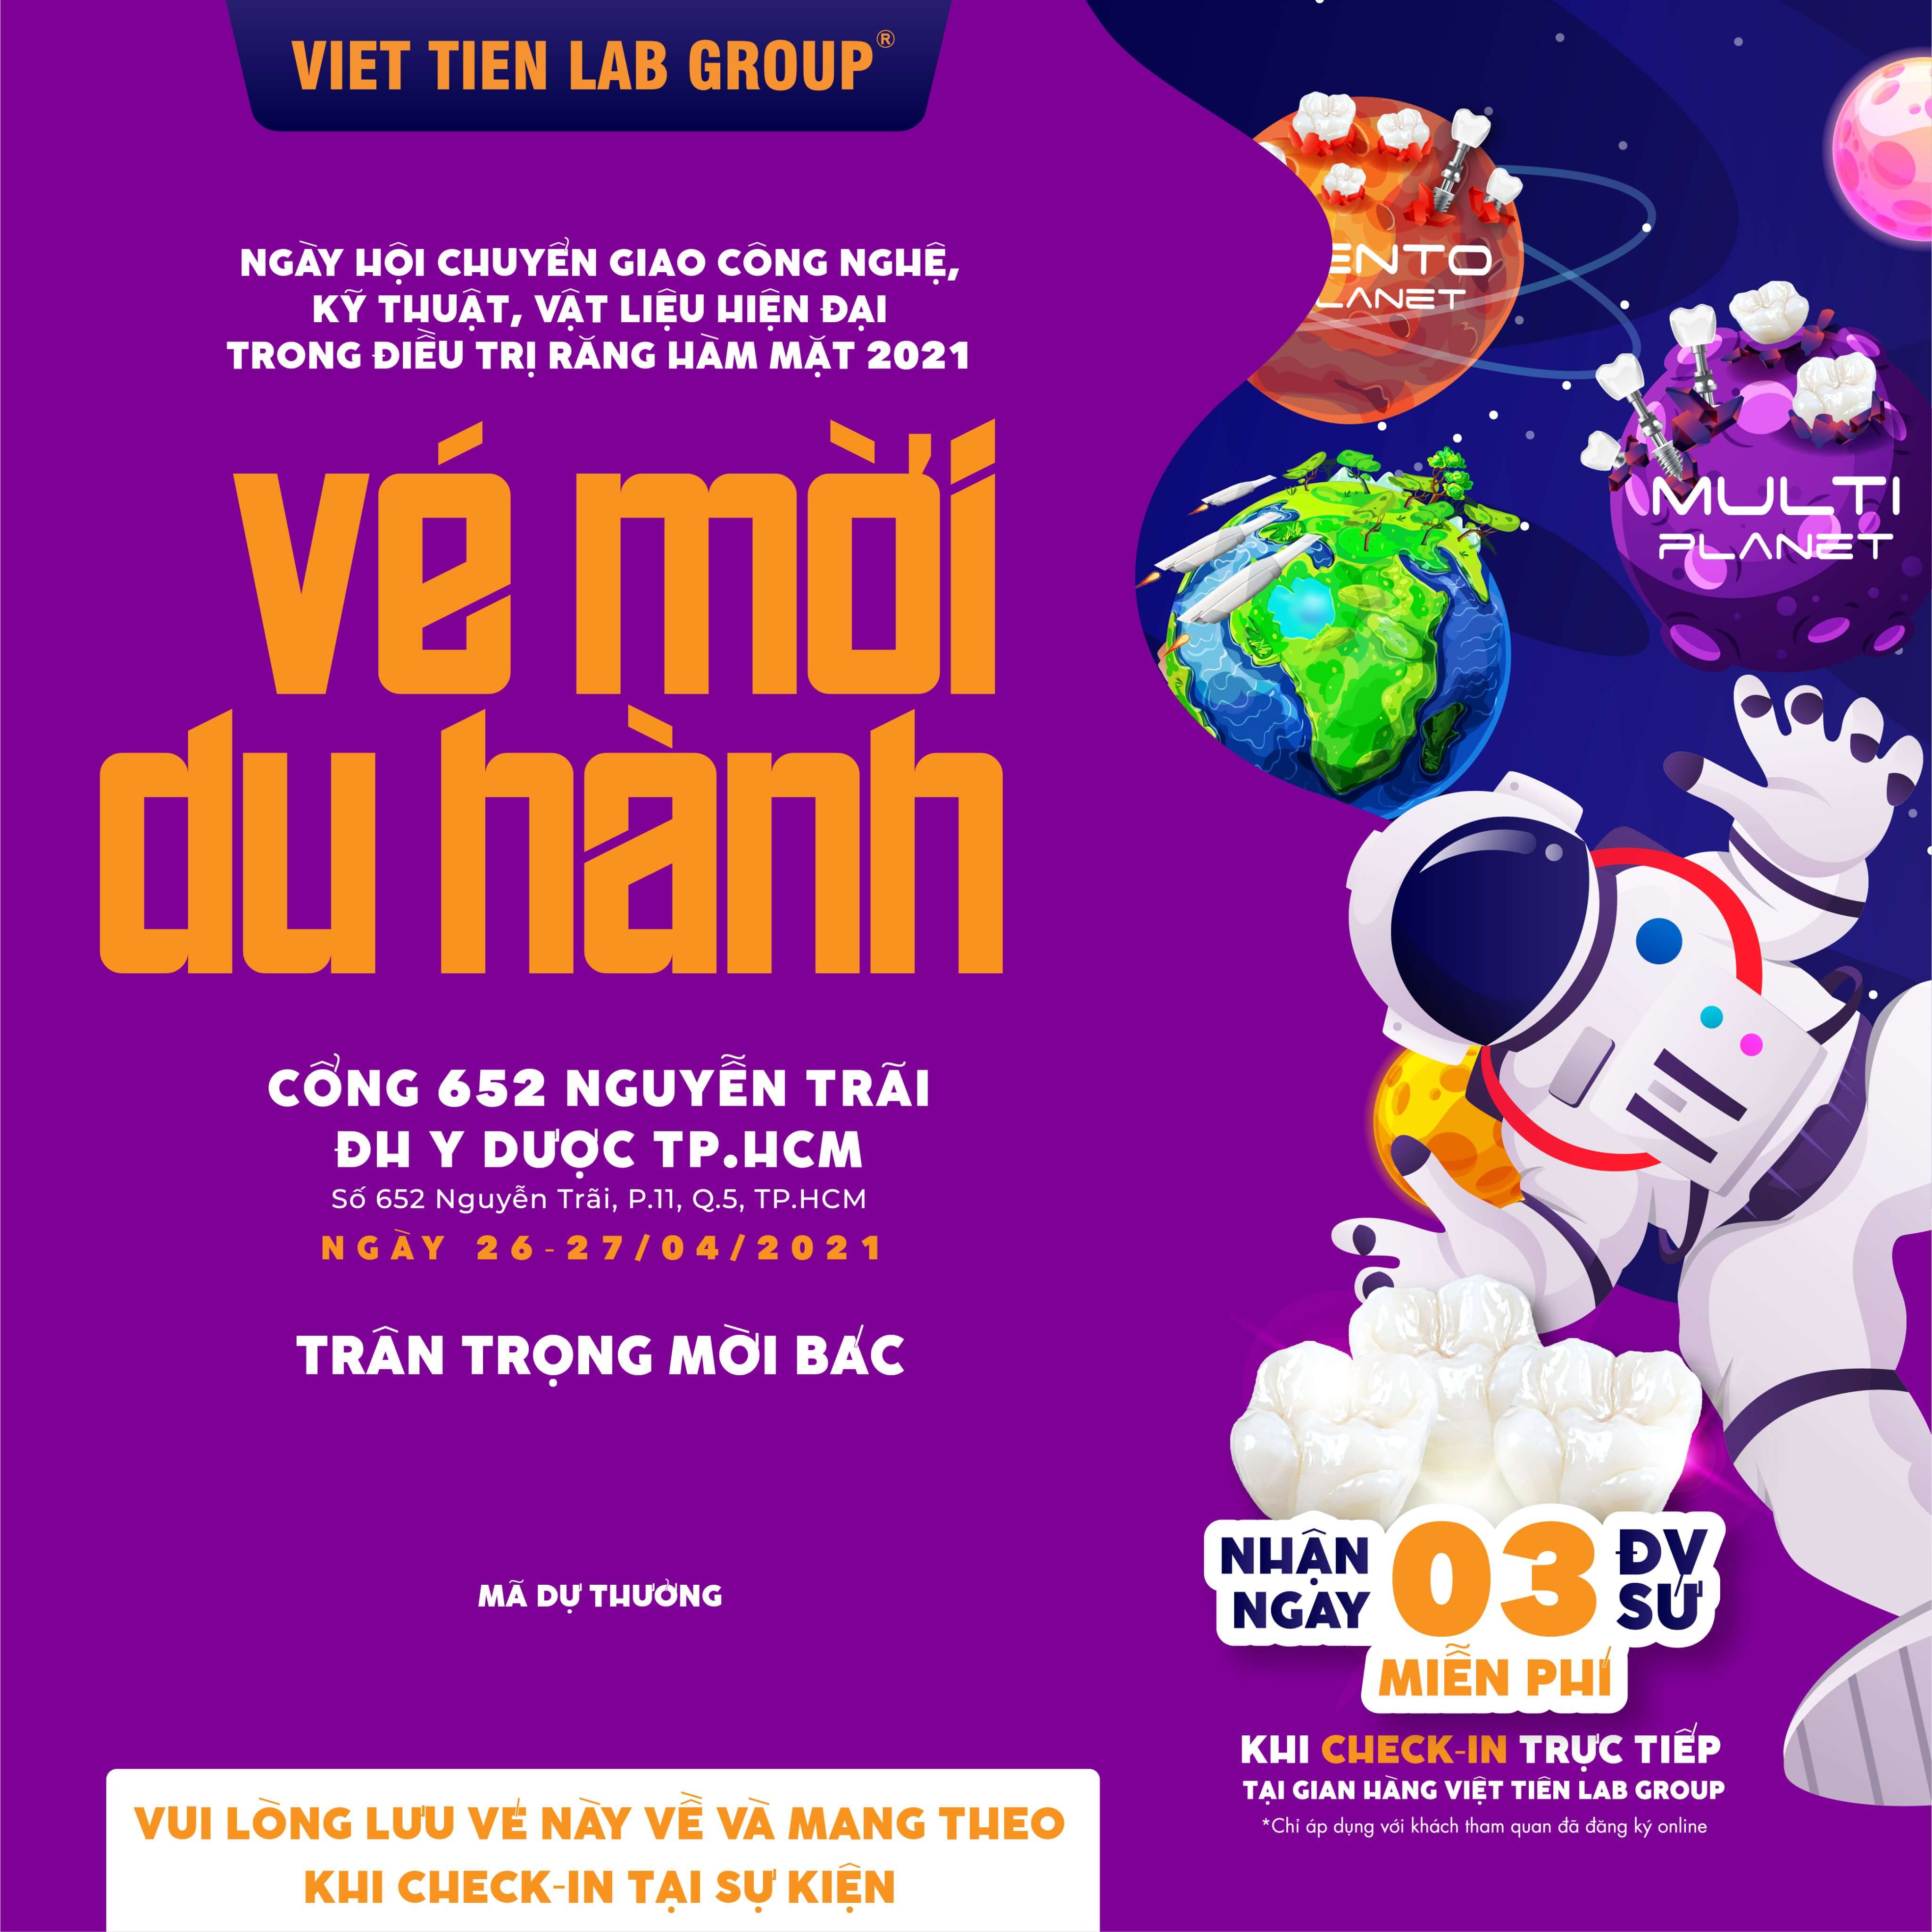 VIET TIEN LAB GROUP®
NGÀY HỘI CHUYỂN GIAO CÔNG NGHỆ,
KỸ THUẬT, VẬT LIỆU HIỆN ĐẠI
TRONG ĐIỀU TRỊ RĂNG HÀM MẶT 2021
vé mời
du hành
CỔNG 652 NGUYỄN TRÃI
ĐH Y DƯỢC TP.HCM
Số 652 Nguyễn Trãi, P.11, Q.5, TP.HCM
NGÀY 26-27/04/2021
TRÂN TRỌNG MỜI BÁC
MÃ DỰ THƯỞNG
VUI LÒNG LƯU VÉ NÀY VỀ VÀ MANG THEO
KHI CHECK-IN TẠI SỰ KIỆN
ENTO
LANET
MULTI
PLANET
NHẬN NGAY 03 ĐV SỨ
MIỄN PHÍ
KHI CHECK-IN TRỰC TIẾP
TẠI GIAN HÀNG VIỆT TIÊN LAB GROUP
*Chỉ áp dụng với khách tham quan đã đăng ký online